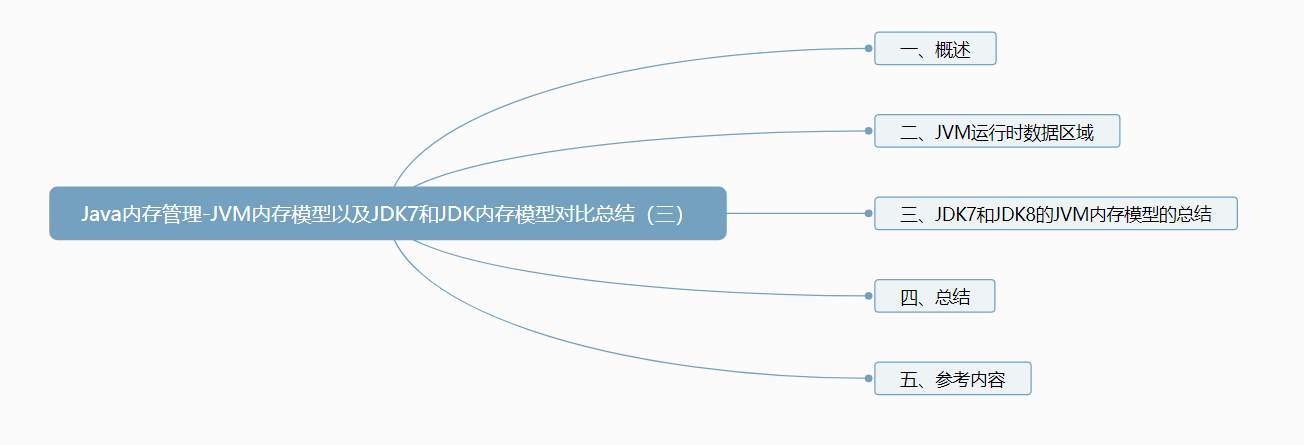 一、概述
二、JVM运行时数据区域
Java内存管理-JVM内存模型以及JDK7和JDK内存模型对比总结（三）
三、JDK7和JDK8的JVM内存模型的总结
四、总结
五、参考内容